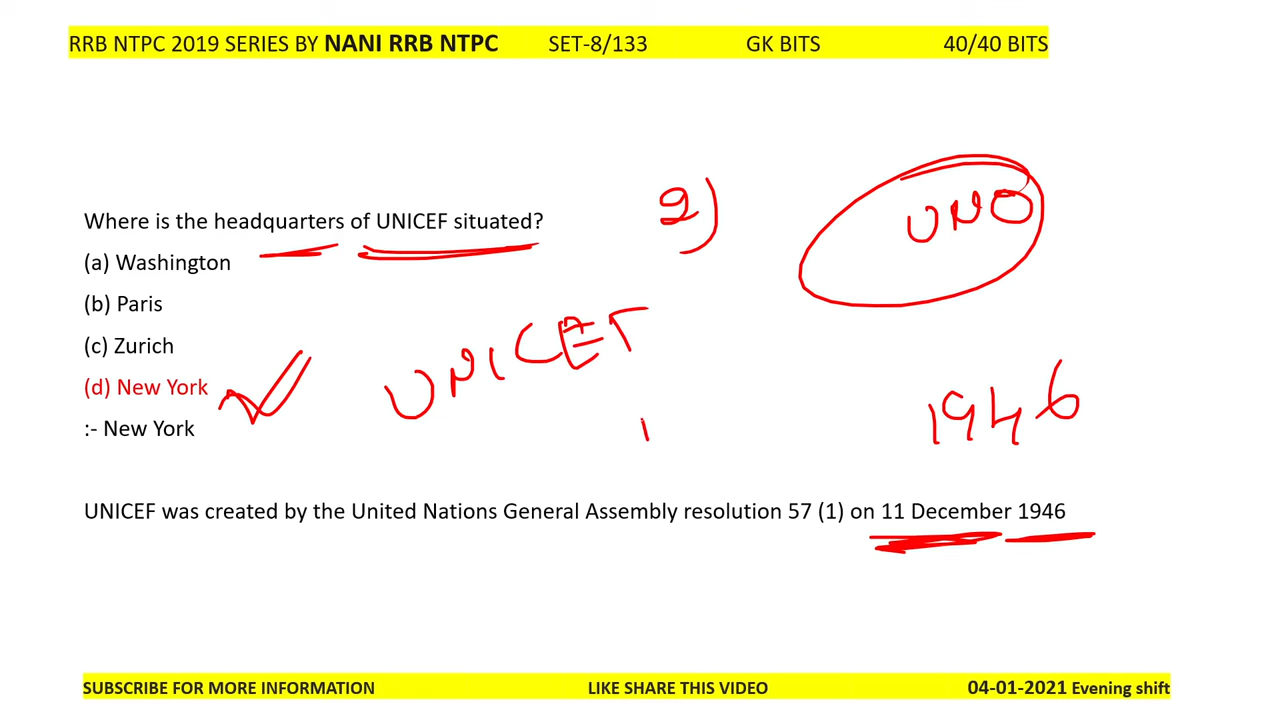 RRB NTPC 2019 SERIES BY NANI RRB NTPC SET-8/133 GK BITS 40/40 BITS
UNO
Where is the headquarters of UNICEF situated? 2)
(a) Washington
(b) Paris
(c) Zurich
UNICEF
(d) New York
1946
:- New York
UNICEF was created by the United Nations General Assembly resolution 57 (1) on 11 December 1946
SUBSCRIBE FOR MORE INFORMATION LIKE SHARE THIS VIDEO 04-01-2021 Evening shift